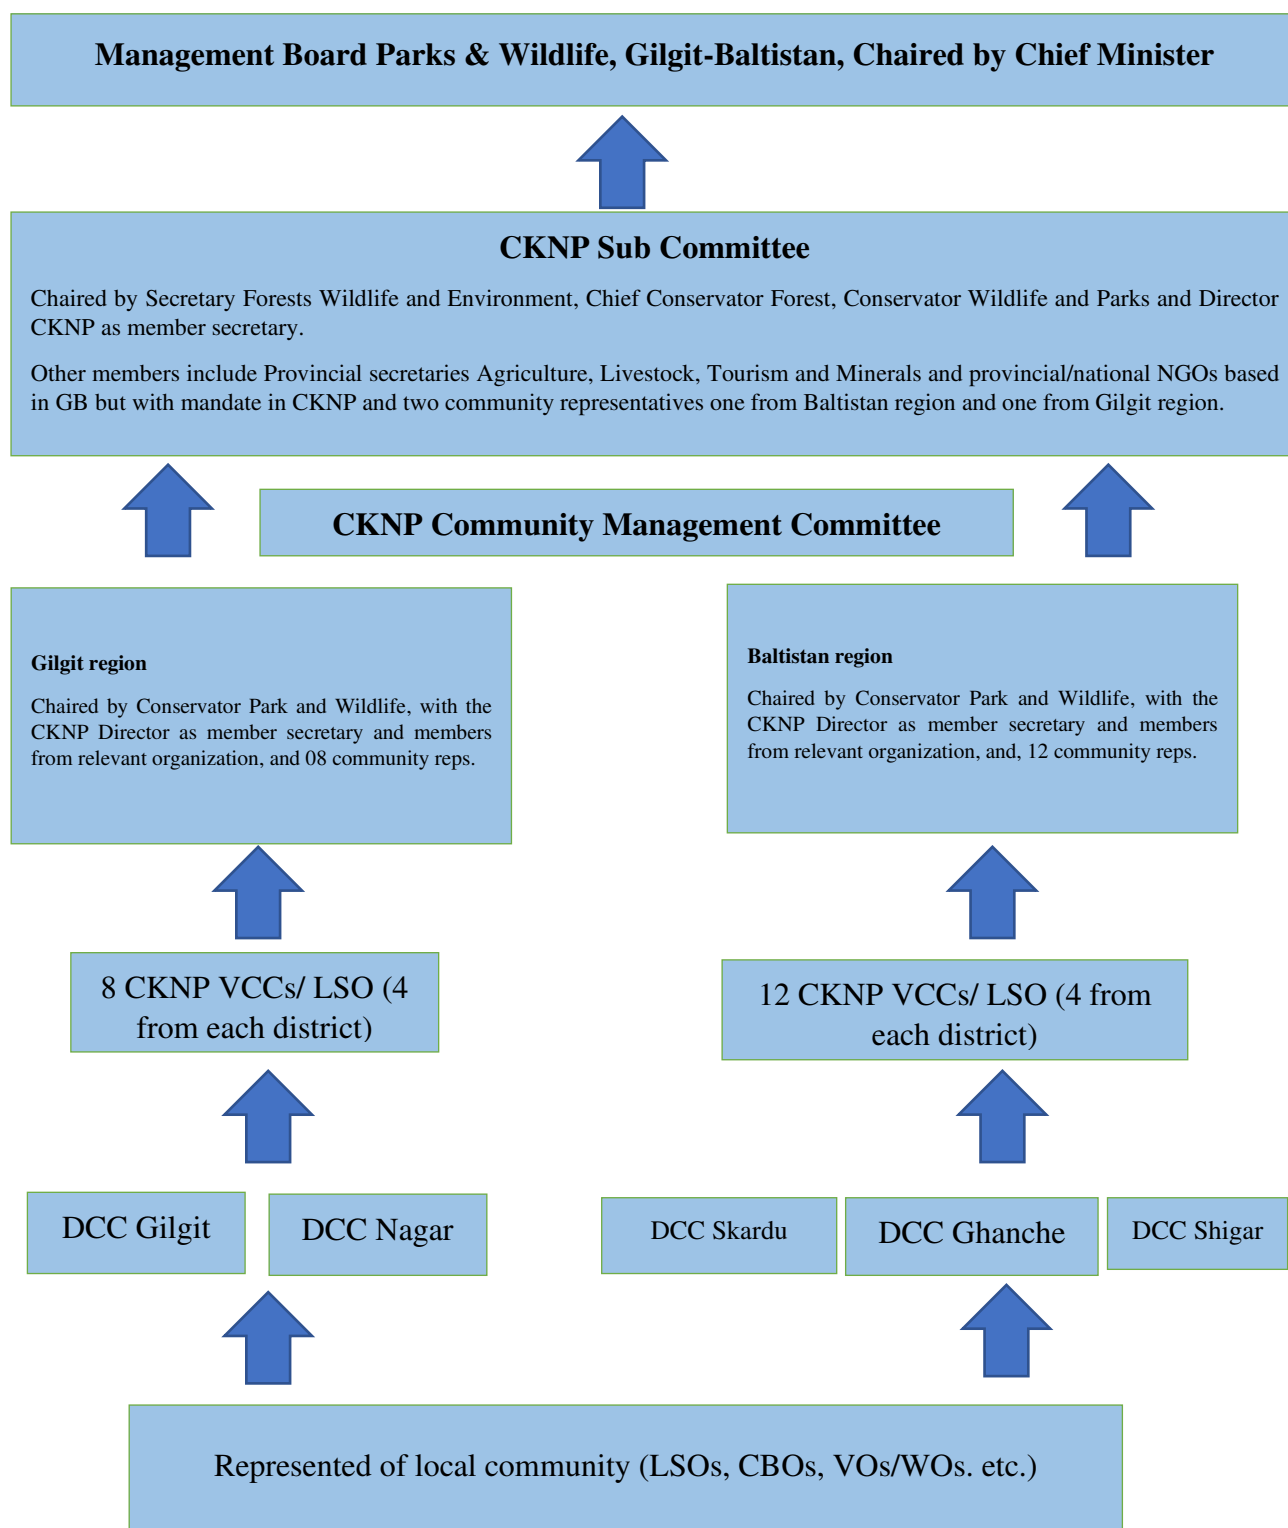 Management Board Parks & Wildlife, Gilgit-Baltistan, Chaired by Chief Minister
CKNP Sub Committee
Chaired by Secretary Forests Wildlife and Environment, Chief Conservator Forest, Conservator Wildlife and Parks and Director
CKNP as member secretary.
Other members include Provincial secretaries Agriculture, Livestock, Tourism and Minerals and provincial/national NGOs based
in GB but with mandate in CKNP and two community representatives one from Baltistan region and one from Gilgit region.
CKNP Community Management Committee
Gilgit region
Chaired by Conservator Park and Wildlife, with the
CKNP Director as member secretary and members
from relevant organization, and 08 community reps.
Baltistan region
Chaired by Conservator Park and Wildlife, with the
CKNP Director as member secretary and members
from relevant organization, and, 12 community reps.
8 CKNP VCCs/ LSO (4
from each district)
12 CKNP VCCs/ LSO (4 from
each district)
DCC Gilgit
DCC Nagar
DCC Skardu
DCC Ghanche
DCC Shigar
Represented of local community (LSOs, CBOs, VOs/WOs. etc.)